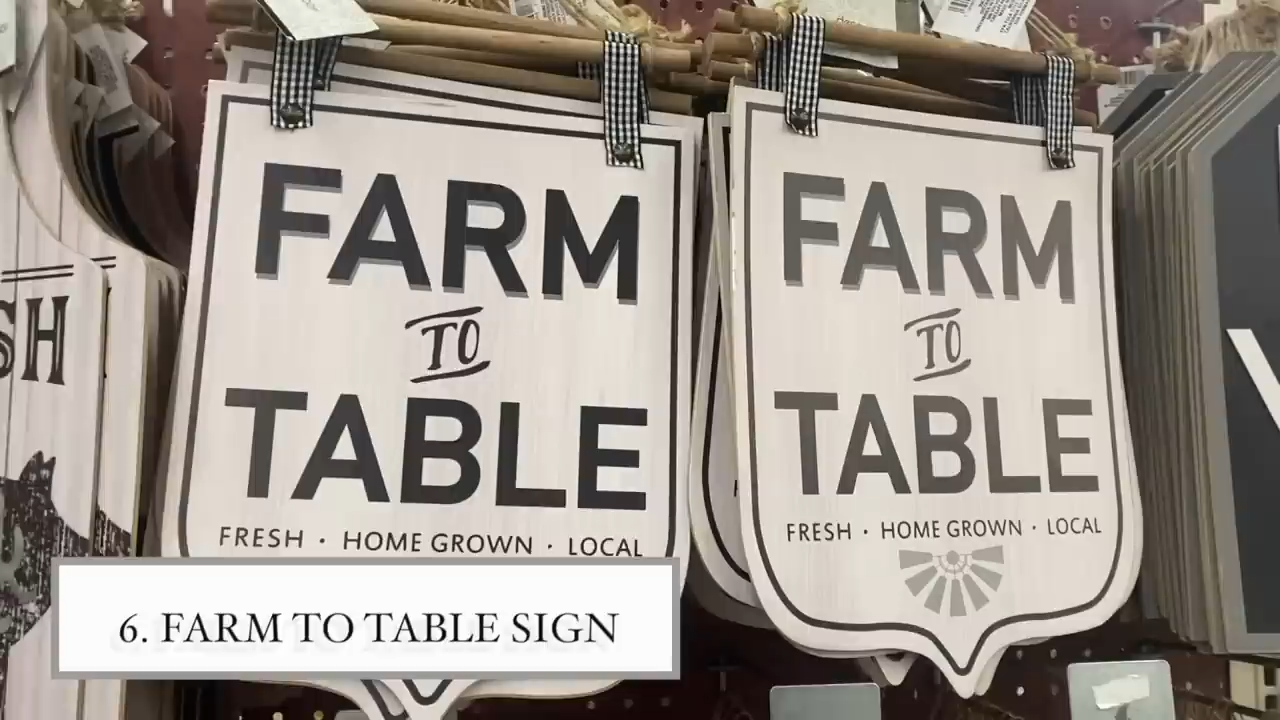 FARM
TO
TABLE
FRESH · HOME GROWN · LOCAL
FARM
TO
TABLE
FRESH · HOME GROWN · LOCAL
SH
6. FARM TO TABLE SIGN